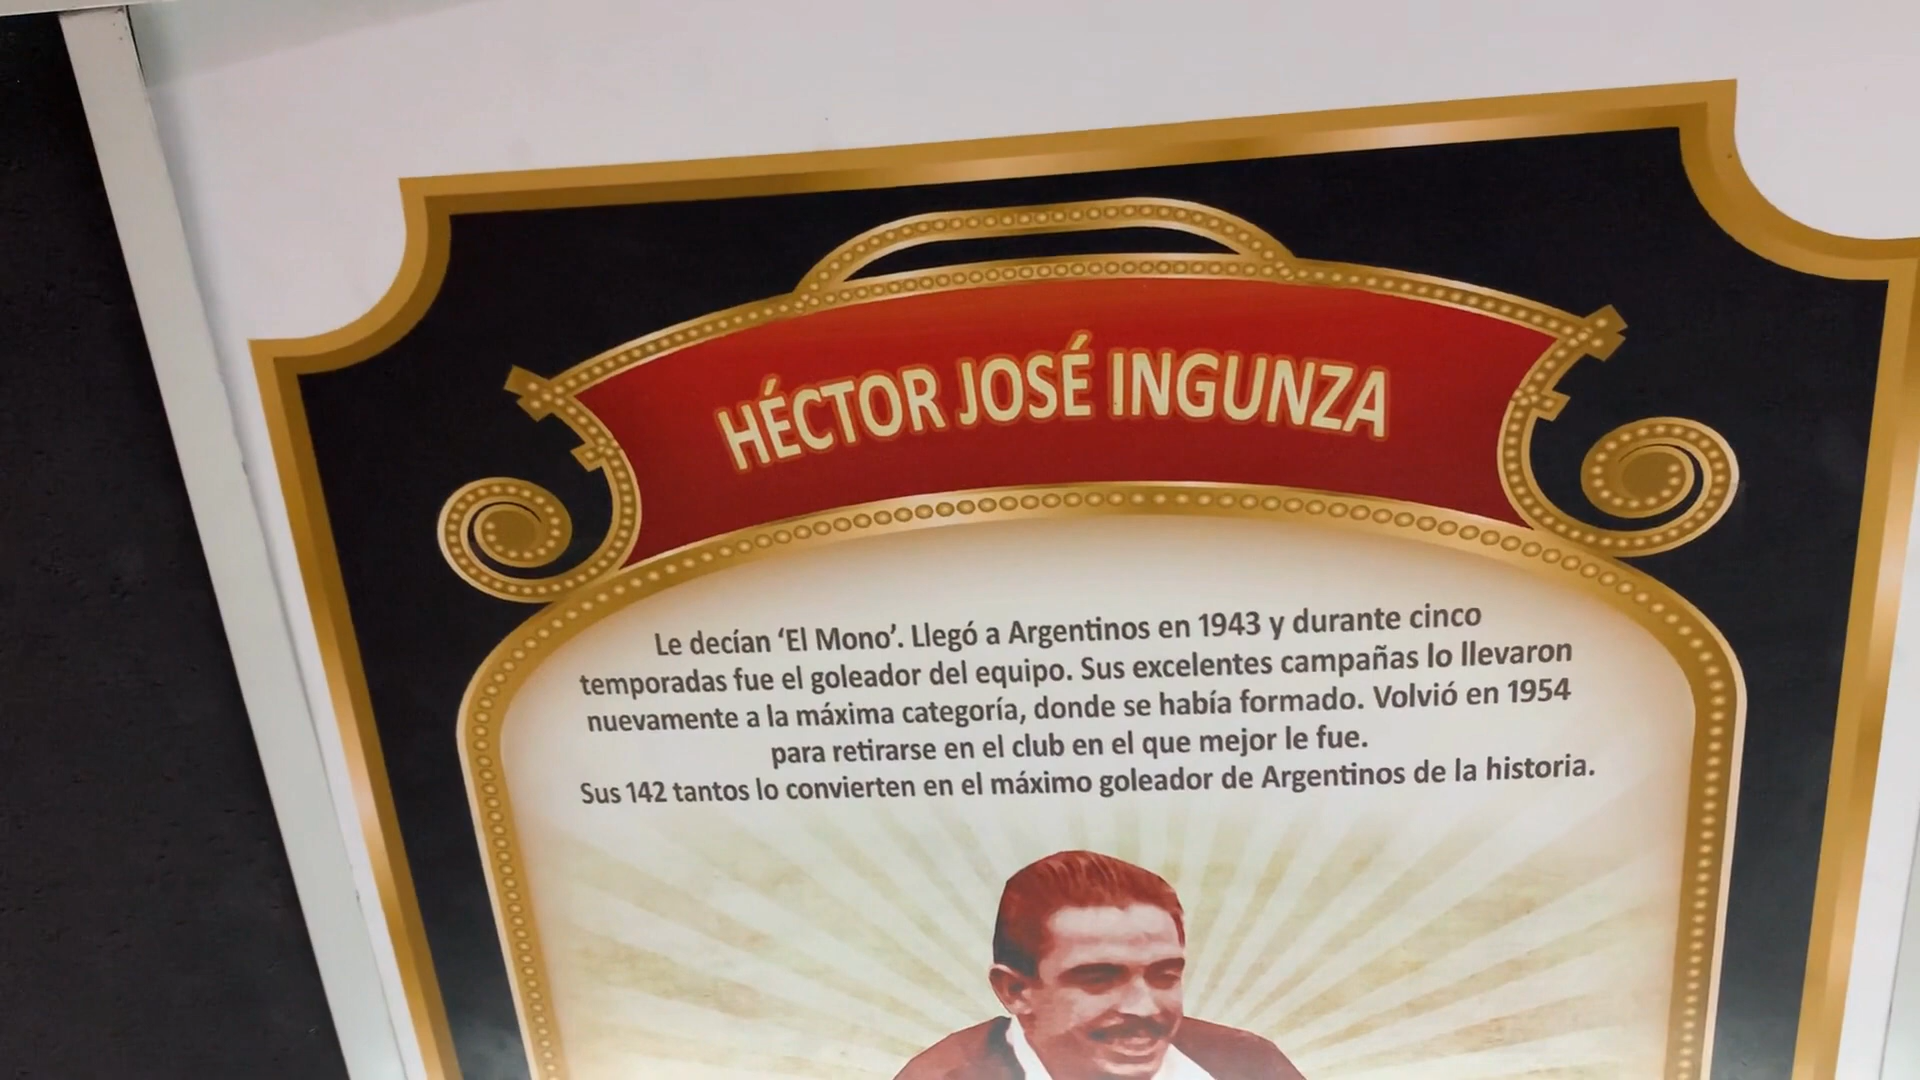 HÉCTOR JOSÉ INGUNZA
Le decían ‘El Mono’. Llegó a Argentinos en 1943 y durante cinco
temporadas fue el goleador del equipo. Sus excelentes campañas lo llevaron
nuevamente a la máxima categoría, donde se había formado. Volvió en 1954
para retirarse en el club en el que mejor le fue.
Sus 142 tantos lo convierten en el máximo goleador de Argentinos de la historia.